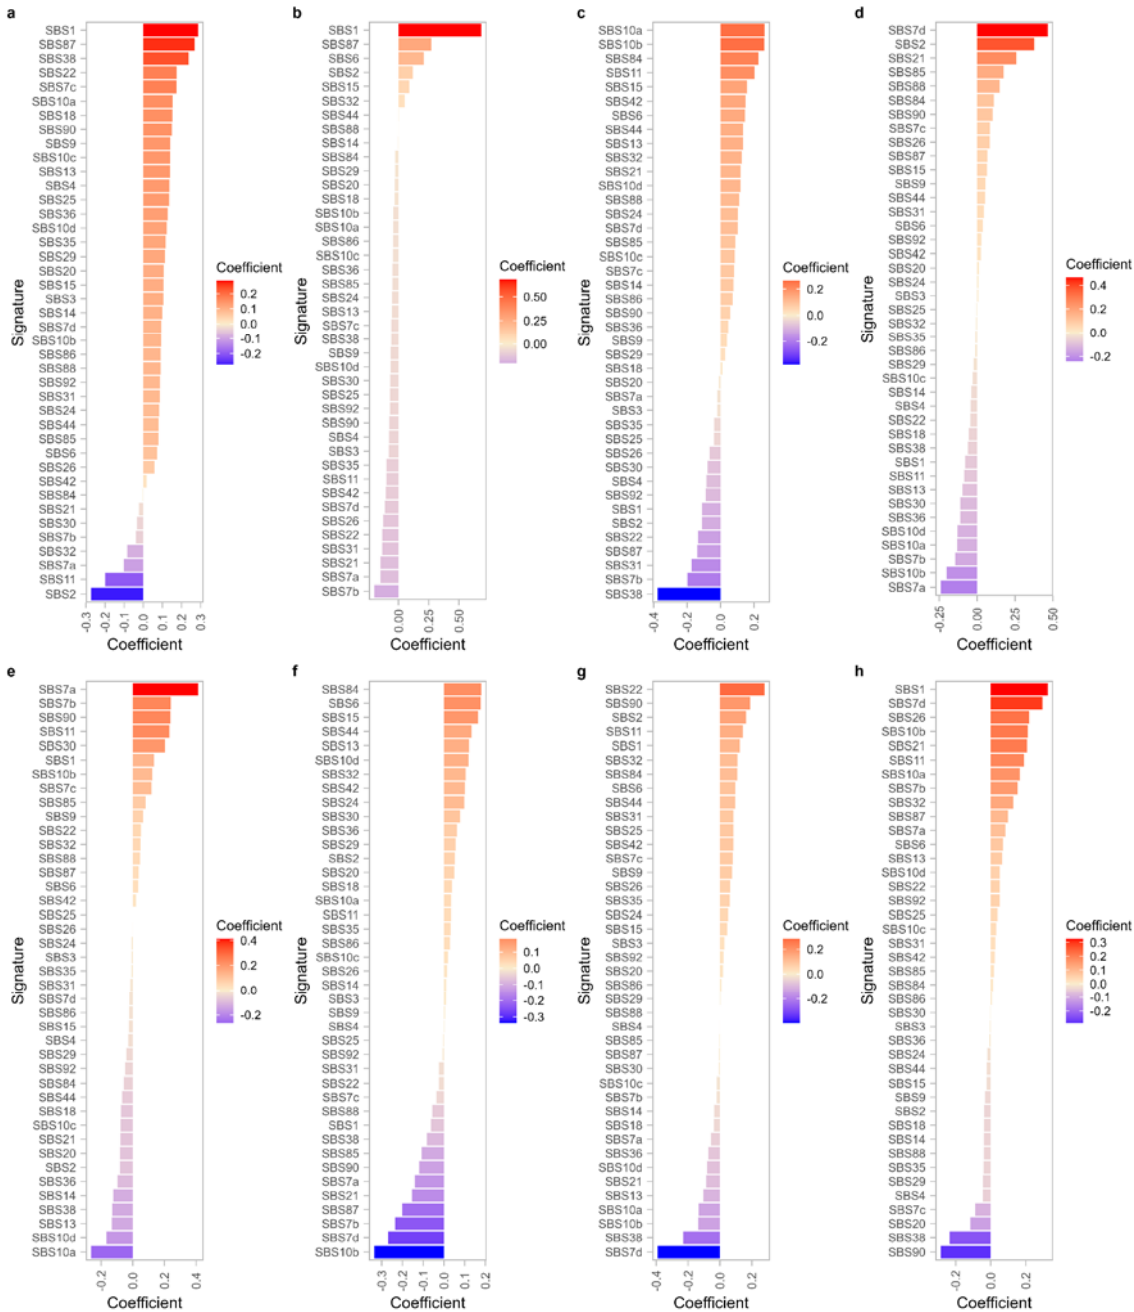 a
SBS1
SBS87
SBS38
SBS22
SBS7c
SBS10a
SBS18
SBS90
SBS9
SBS10c
SBS13
SBS4
SBS25
SBS36
SBS10d
SBS35
SBS29
SBS20
SBS15
SBS3
SBS14
SBS7d
SBS10b
SBS86
SBS88
SBS92
SBS31
SBS24
SBS44
SBS85
SBS6
SBS26
SBS42
SBS84
SBS21
SBS30
SBS7b
SBS32
SBS7a
SBS11
SBS2
Signature
-0.3 -0.2 -0.1 0.0 0.1 0.2 0.3
Coefficient
Coefficient
0.2
0.1
0.0
-0.1
-0.2
b
SBS1
SBS87
SBS6
SBS2
SBS15
SBS32
SBS44
SBS88
SBS14
SBS84
SBS29
SBS20
SBS18
SBS10b
SBS10a
SBS86
SBS10c
SBS36
SBS85
SBS24
SBS13
SBS7c
SBS38
SBS9
SBS10d
SBS30
SBS25
SBS92
SBS90
SBS4
SBS3
SBS35
SBS11
SBS42
SBS7d
SBS26
SBS22
SBS31
SBS21
SBS7a
SBS7b
Signature
0.00 0.25 0.50
Coefficient
Coefficient
0.50
0.25
0.00
c
SBS10a
SBS10b
SBS84
SBS11
SBS15
SBS42
SBS6
SBS44
SBS13
SBS32
SBS21
SBS10d
SBS88
SBS24
SBS7d
SBS85
SBS10c
SBS7c
SBS14
SBS86
SBS90
SBS36
SBS9
SBS29
SBS18
SBS20
SBS7a
SBS3
SBS35
SBS25
SBS26
SBS30
SBS4
SBS92
SBS1
SBS2
SBS22
SBS87
SBS31
SBS7b
SBS38
Signature
-0.4 -0.2 0.0 0.2
Coefficient
Coefficient
0.2
0.0
-0.2
d
SBS7d
SBS2
SBS21
SBS85
SBS88
SBS84
SBS90
SBS7c
SBS26
SBS87
SBS15
SBS9
SBS44
SBS31
SBS6
SBS92
SBS42
SBS20
SBS24
SBS3
SBS25
SBS32
SBS35
SBS86
SBS29
SBS10c
SBS14
SBS4
SBS22
SBS18
SBS38
SBS1
SBS11
SBS13
SBS30
SBS36
SBS10d
SBS10a
SBS7b
SBS10b
SBS7a
Signature
-0.25 0.00 0.25 0.50
Coefficient
Coefficient
0.4
0.2
0.0
-0.2
e
SBS7a
SBS7b
SBS90
SBS11
SBS30
SBS1
SBS10b
SBS7c
SBS85
SBS9
SBS22
SBS32
SBS88
SBS87
SBS6
SBS42
SBS25
SBS26
SBS24
SBS3
SBS35
SBS31
SBS7d
SBS86
SBS15
SBS4
SBS29
SBS92
SBS84
SBS44
SBS18
SBS10c
SBS21
SBS20
SBS2
SBS36
SBS14
SBS38
SBS13
SBS10d
SBS10a
Signature
-0.2 0.0 0.2 0.4
Coefficient
Coefficient
0.4
0.2
0.0
-0.2
f
SBS84
SBS6
SBS15
SBS44
SBS13
SBS10d
SBS32
SBS42
SBS24
SBS30
SBS36
SBS29
SBS2
SBS20
SBS18
SBS10a
SBS11
SBS35
SBS86
SBS10c
SBS26
SBS14
SBS3
SBS9
SBS4
SBS25
SBS92
SBS31
SBS22
SBS7c
SBS88
SBS1
SBS38
SBS85
SBS90
SBS7a
SBS21
SBS87
SBS7b
SBS7d
SBS10b
Signature
-0.3 -0.2 -0.1 0.0 0.1 0.2
Coefficient
Coefficient
0.1
0.0
-0.1
-0.2
-0.3
g
SBS22
SBS90
SBS2
SBS11
SBS1
SBS32
SBS84
SBS6
SBS44
SBS31
SBS25
SBS42
SBS7c
SBS9
SBS26
SBS35
SBS24
SBS15
SBS3
SBS92
SBS20
SBS86
SBS29
SBS88
SBS4
SBS85
SBS87
SBS30
SBS10c
SBS7b
SBS14
SBS18
SBS7a
SBS36
SBS10d
SBS21
SBS13
SBS10a
SBS10b
SBS38
SBS7d
Signature
-0.4 -0.2 0.0 0.2
Coefficient
Coefficient
0.2
0.0
-0.2
h
SBS1
SBS7d
SBS26
SBS10b
SBS21
SBS11
SBS10a
SBS7b
SBS32
SBS87
SBS7a
SBS6
SBS13
SBS10d
SBS22
SBS92
SBS25
SBS10c
SBS31
SBS42
SBS85
SBS84
SBS86
SBS30
SBS3
SBS36
SBS24
SBS44
SBS15
SBS9
SBS2
SBS18
SBS14
SBS88
SBS35
SBS29
SBS4
SBS7c
SBS20
SBS38
SBS90
Signature
-0.2 0.0 0.2
Coefficient
Coefficient
0.3
0.2
0.1
0.0
-0.1
-0.2